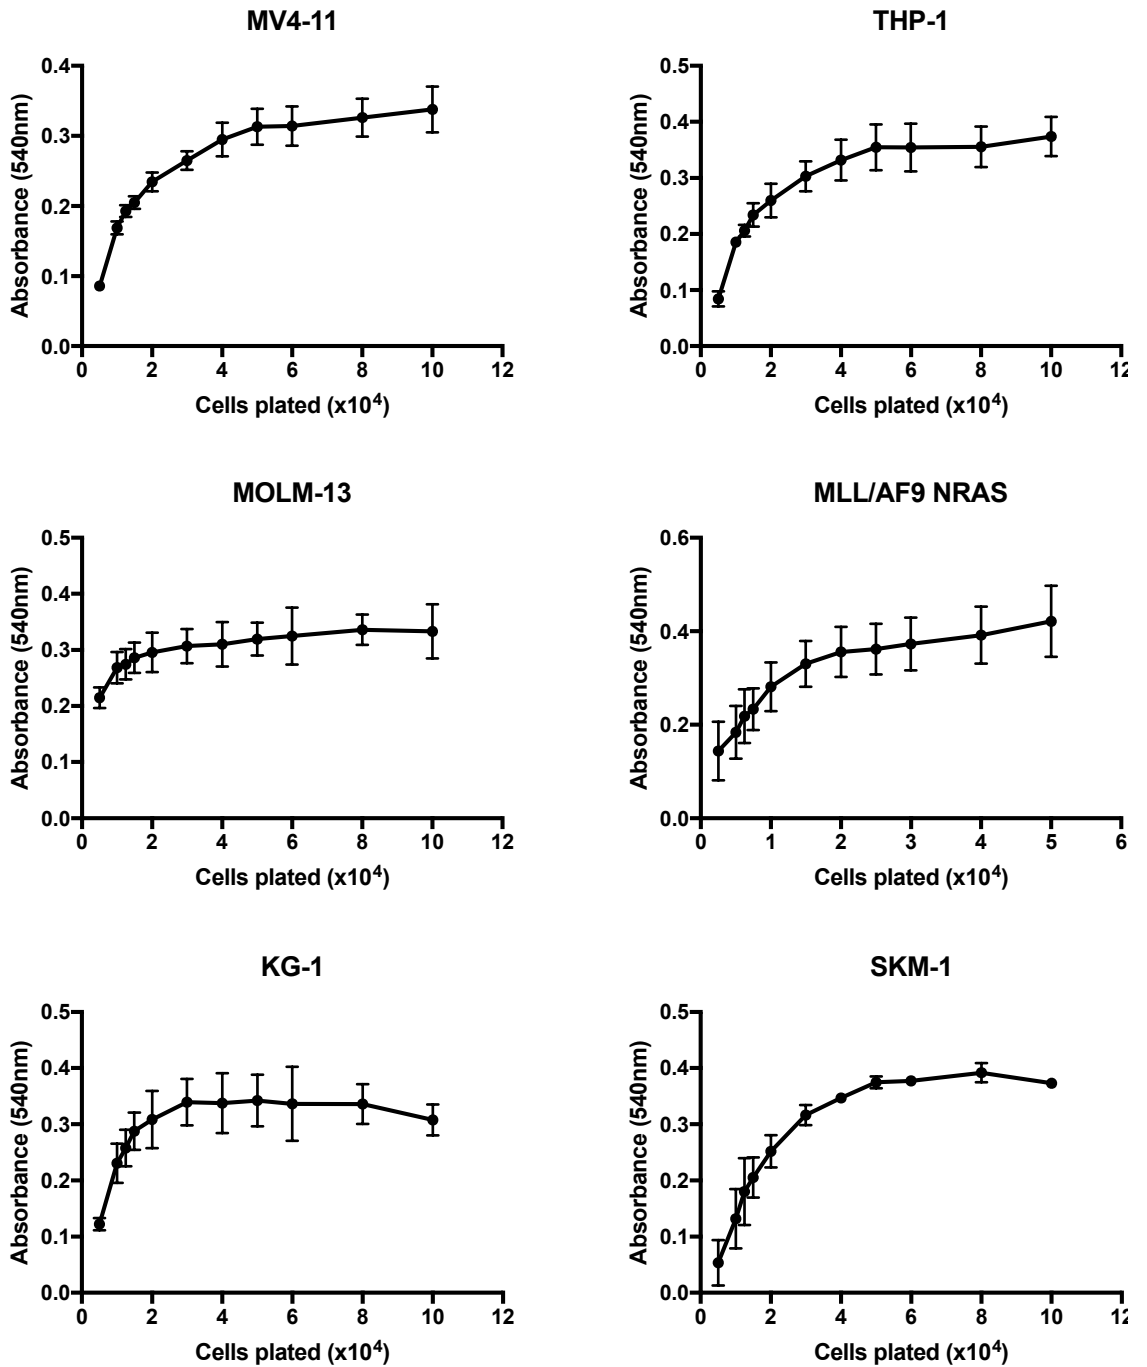 MV4-11
0.4
0.3
0.2
0.1
0.0
Absorbance (540nm)
0 2 4 6 8 10 12
Cells plated (x10⁴)
THP-1
0.5
0.4
0.3
0.2
0.1
0.0
Absorbance (540nm)
0 2 4 6 8 10 12
Cells plated (x10⁴)
MOLM-13
0.5
0.4
0.3
0.2
0.1
0.0
Absorbance (540nm)
0 2 4 6 8 10 12
Cells plated (x10⁴)
MLL/AF9 NRAS
0.6
0.4
0.2
0.0
Absorbance (540nm)
0 1 2 3 4 5 6
Cells plated (x10⁴)
KG-1
0.5
0.4
0.3
0.2
0.1
0.0
Absorbance (540nm)
0 2 4 6 8 10 12
Cells plated (x10⁴)
SKM-1
0.5
0.4
0.3
0.2
0.1
0.0
Absorbance (540nm)
0 2 4 6 8 10 12
Cells plated (x10⁴)